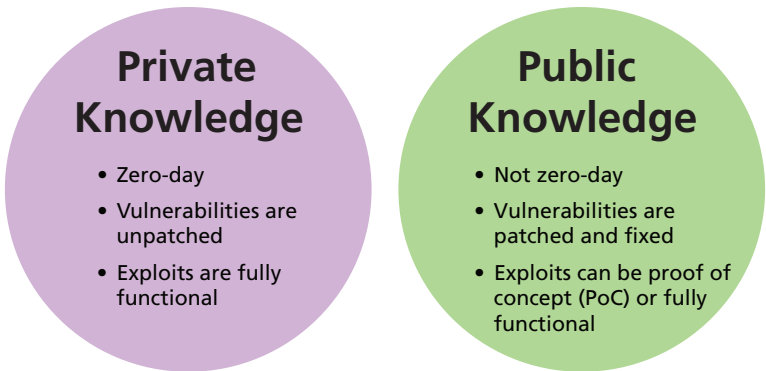 Private
Knowledge
• Zero-day
• Vulnerabilities are
unpatched
• Exploits are fully
functional
Public
Knowledge
• Not zero-day
• Vulnerabilities are
patched and fixed
• Exploits can be proof of
concept (PoC) or fully
functional